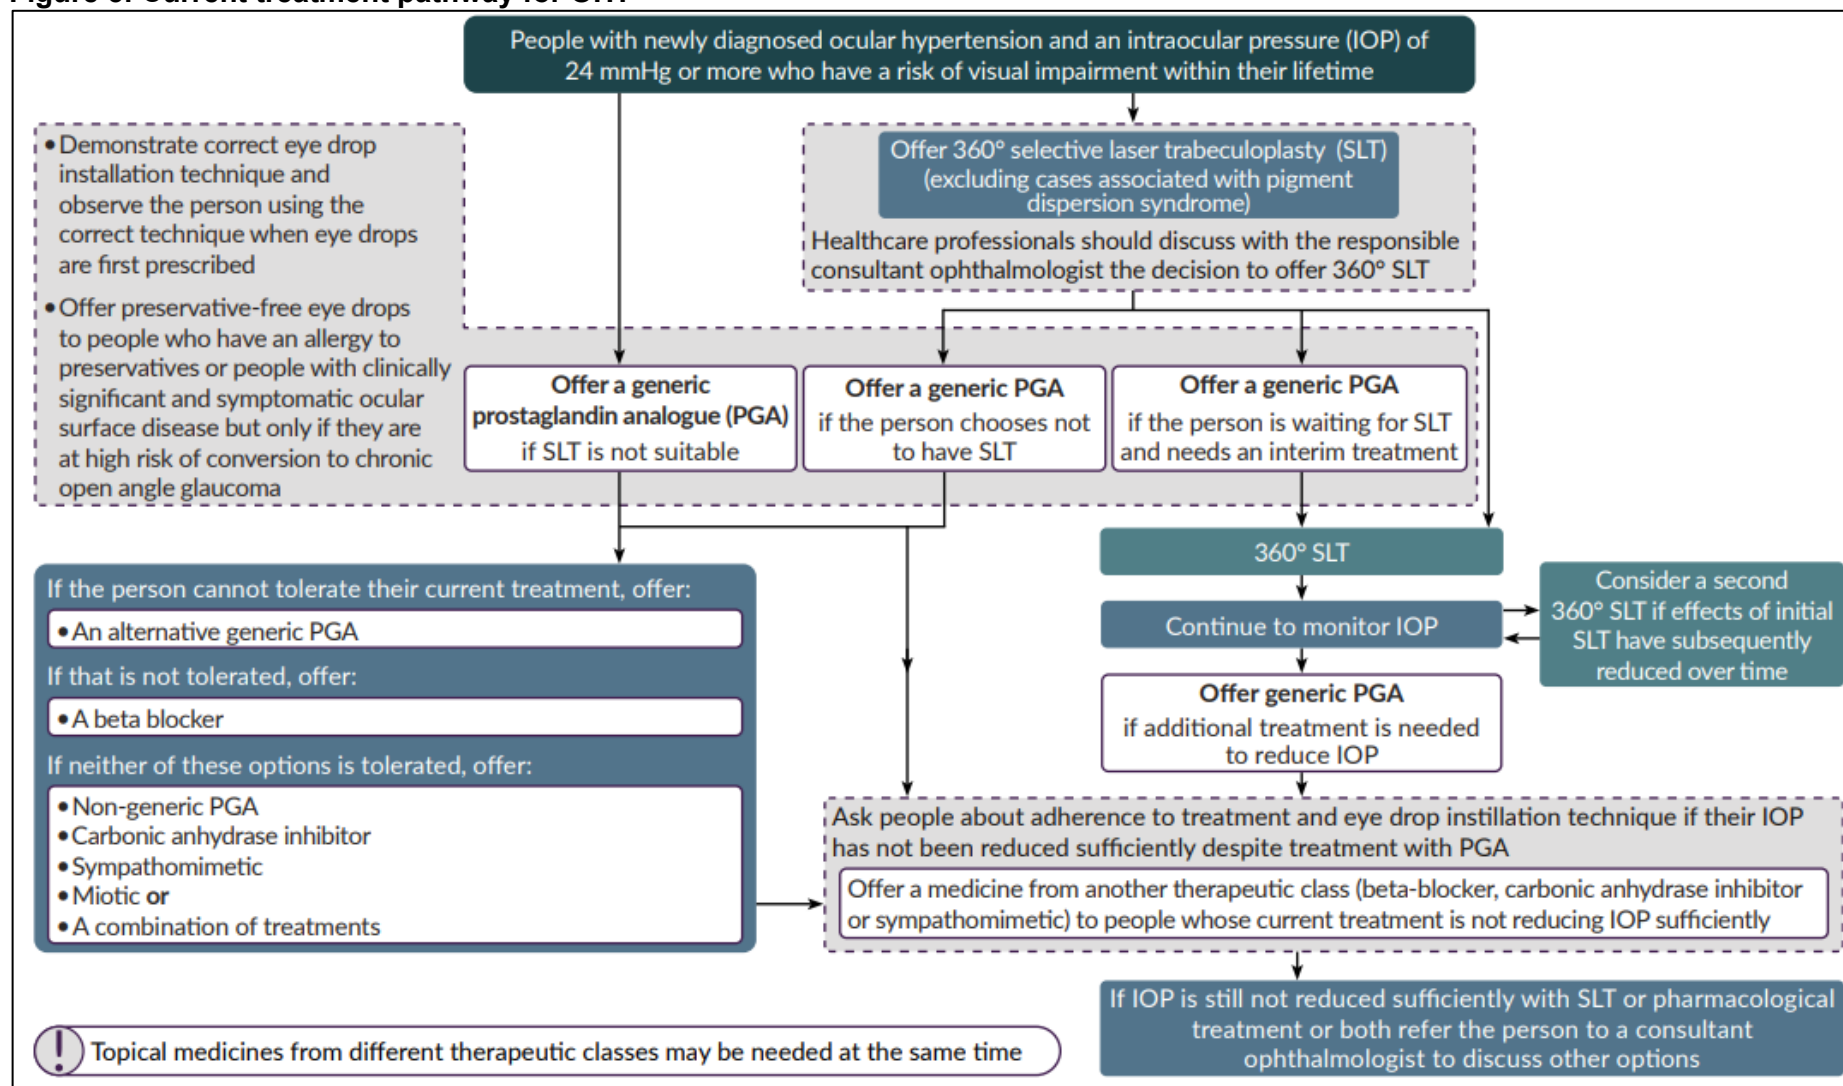 People with newly diagnosed ocular hypertension and an intraocular pressure (IOP) of
24 mmHg or more who have a risk of visual impairment within their lifetime
• Demonstrate correct eye drop
installation technique and
observe the person using the
correct technique when eye drops
are first prescribed
• Offer preservative-free eye drops
to people who have an allergy to
preservatives or people with clinically
significant and symptomatic ocular
surface disease but only if they are
at high risk of conversion to chronic
open angle glaucoma
Offer 360° selective laser trabeculoplasty (SLT)
(excluding cases associated with pigment
dispersion syndrome)
Healthcare professionals should discuss with the responsible
consultant ophthalmologist the decision to offer 360° SLT
Offer a generic
prostaglandin analogue (PGA)
if SLT is not suitable
Offer a generic PGA
if the person chooses not
to have SLT
Offer a generic PGA
if the person is waiting for SLT
and needs an interim treatment
If the person cannot tolerate their current treatment, offer:
• An alternative generic PGA
If that is not tolerated, offer:
• A beta blocker
If neither of these options is tolerated, offer:
• Non-generic PGA
• Carbonic anhydrase inhibitor
• Sympathomimetic
• Miotic or
• A combination of treatments
360° SLT
Continue to monitor IOP
Consider a second
360° SLT if effects of initial
SLT have subsequently
reduced over time
Offer generic PGA
if additional treatment is needed
to reduce IOP
Ask people about adherence to treatment and eye drop instillation technique if their IOP
has not been reduced sufficiently despite treatment with PGA
Offer a medicine from another therapeutic class (beta-blocker, carbonic anhydrase inhibitor
or sympathomimetic) to people whose current treatment is not reducing IOP sufficiently
If IOP is still not reduced sufficiently with SLT or pharmacological
treatment or both refer the person to a consultant
ophthalmologist to discuss other options
! Topical medicines from different therapeutic classes may be needed at the same time